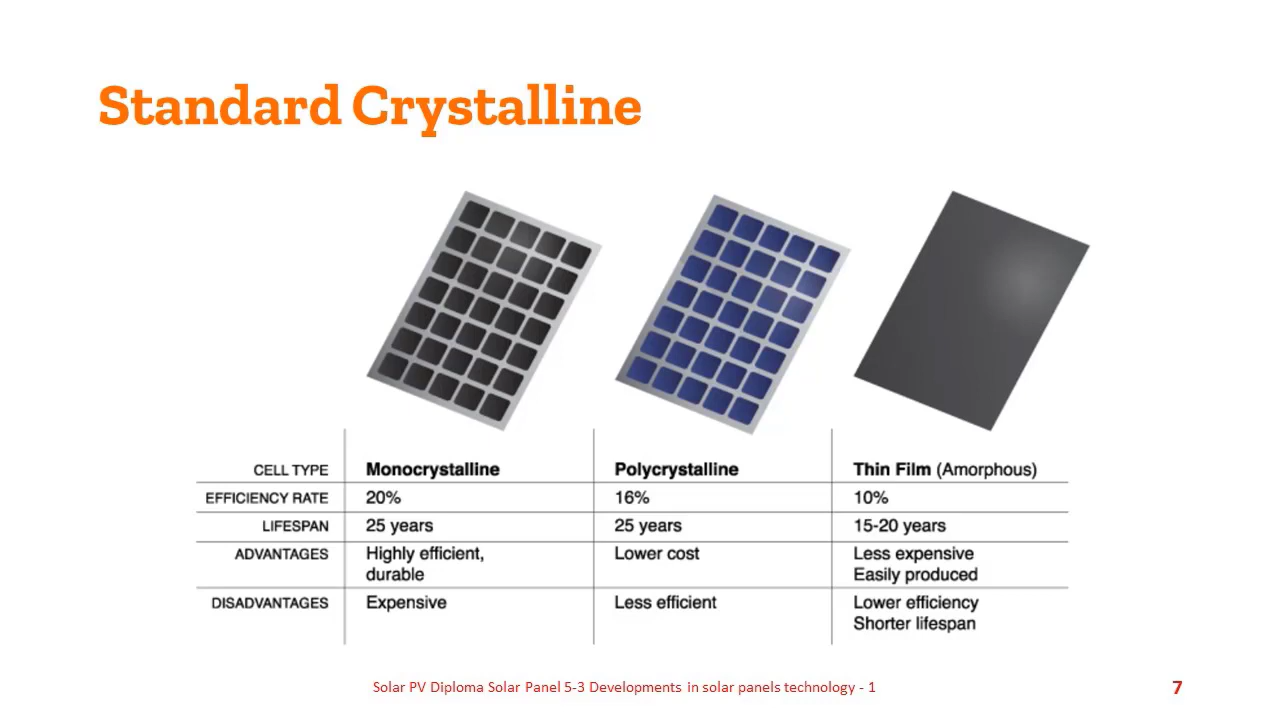 Standard Crystalline
CELL TYPE Monocrystalline Polycrystalline Thin Film (Amorphous)
EFFICIENCY RATE 20% 16% 10%
LIFESPAN 25 years 25 years 15-20 years
ADVANTAGES Highly efficient, Lower cost Less expensive
durable Easily produced
DISADVANTAGES Expensive Less efficient Lower efficiency
Shorter lifespan
Solar PV Diploma Solar Panel 5-3 Developments in solar panels technology - 1 7